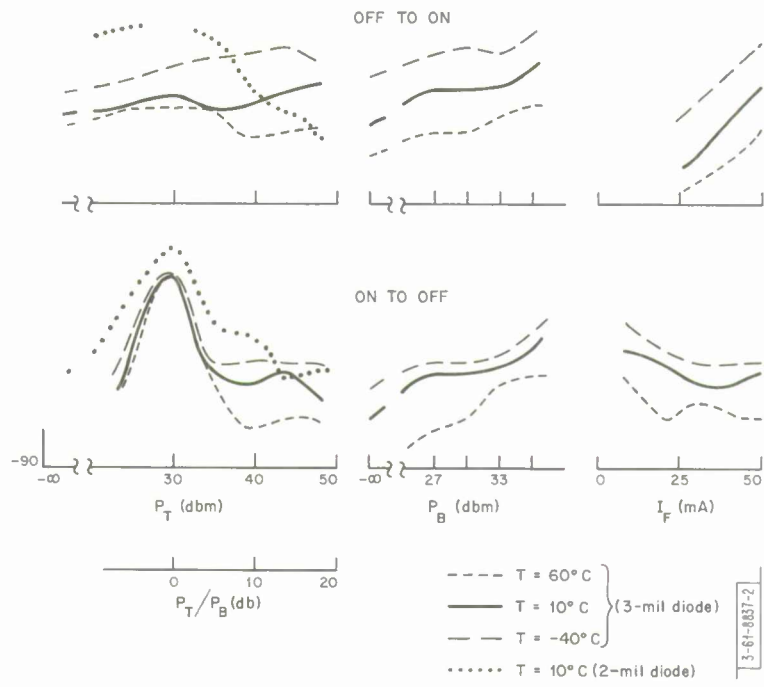 OFF TO ON
ON TO OFF
-90
-∞ 30 40 50
P_T (dbm)
-∞ 27 33
P_B (dbm)
0 25 50
I_F (mA)
0 10 20
P_T/P_B (db)
T = 60°C
T = 10°C (3-mil diode)
T = -40°C
T = 10°C (2-mil diode)
3-61-8837-2